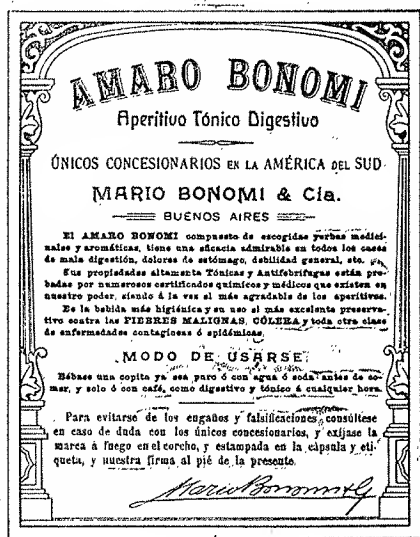 AMARO BONOMI
Aperitivo Tónico Digestivo
ÚNICOS CONCESIONARIOS EN LA AMÉRICA DEL SUD
MARIO BONOMI & Cía.
BUENOS AIRES
El AMARO BONOMI compuesto de escogidas yerbas medici-
nales y aromáticas, tiene una eficacia admirable en todos los casos
de mala digestión, dolores de estómago, debilidad general, etc.
Sus propiedades altamente Tónicas y Antifebrífugas están pro-
badas por numerosos certificados químicos y médicos que existen en
nuestro poder, siendo á la vez el más agradable de los aperitivos.
Es la bebida más higiénica y su uso el más excelente preserva-
tivo contra las FIEBRES MALIGNAS, CÓLERA y toda otra clase
de enfermedades contagiosas ó epidémicas.
MODO DE USARSE
Bébase una copita ya sea puro ó con agua ó soda antes de co-
mer, y solo ó con café, como digestivo y tónico á cualquier hora.
Para evitarse de los engaños y falsificaciones, consúltese
en caso de duda con los únicos concesionarios, y exíjase la
marca á fuego en el corcho, y estampada en la cápsula y eti-
queta, y nuestra firma al pié de la presente.
Mario Bonomi & C